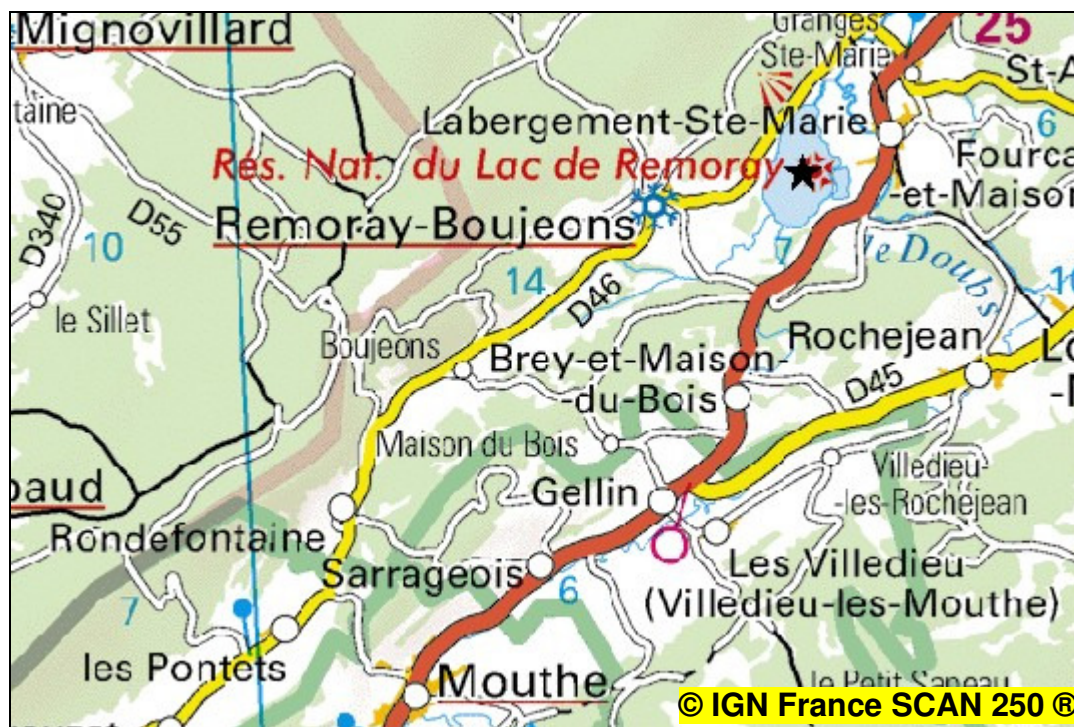 Mignovillard
Granges
Ste-Marie
25
St-A
taine
Labergement-Ste-Marie
6
Rés. Nat. du Lac de Remoray
Fourca
-et-Maison
D340
D55
10
Remoray-Boujeons
7
le Doubs
10
14
D46
le Sillet
Boujeons
Brey-et-Maison-
-du-Bois
Rochejean
Lo
-N
D45
Maison du Bois
baud
Gellin
Villedieu-
-les-Rochejean
Rondefontaine
Sarrageois
6
Les Villedieu
(Villedieu-les-Mouthe)
7
les Pontets
Mouthe
le Petit Sapeau
© IGN France SCAN 250 ®